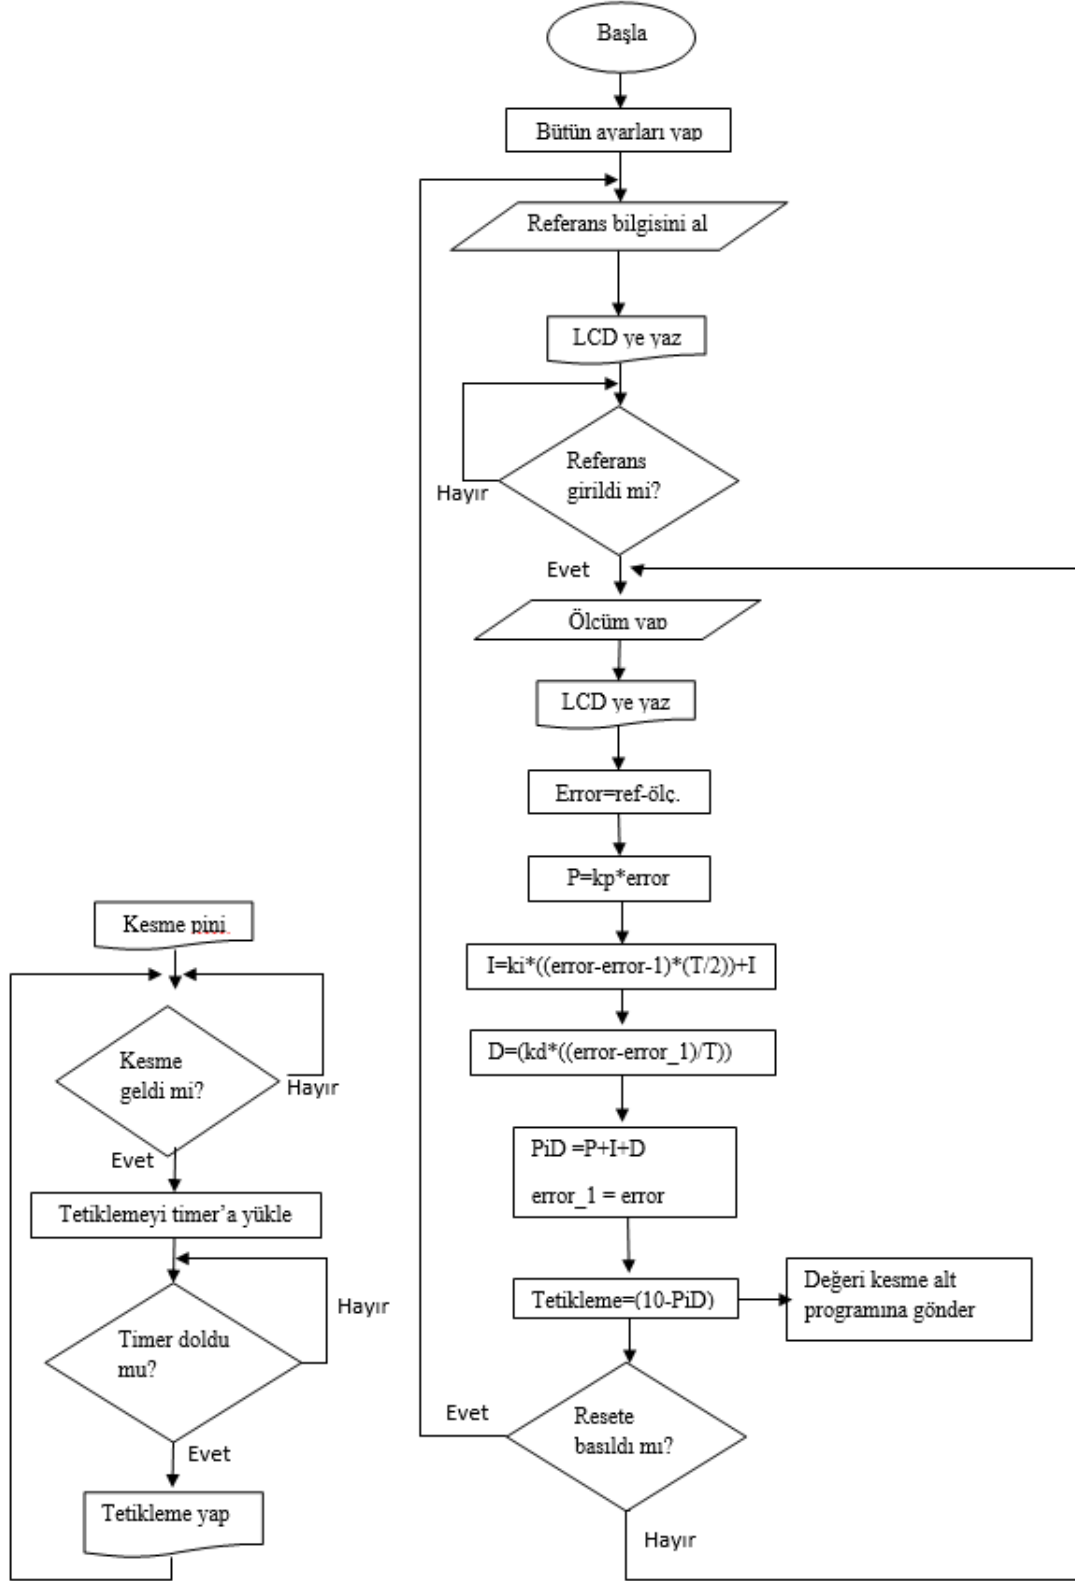 Başla
Bütün ayarları yap
Referans bilgisini al
LCD ye yaz
Referans
girildi mi?
Hayır
Evet
Ölçüm yap
LCD ye yaz
Error=ref-ölç.
P=kp*error
I=ki*((error-error-1)*(T/2))+I
D=(kd*((error-error_1)/T))
PiD =P+I+D
error_1 = error
Tetikleme=(10-PiD)
Değeri kesme alt
programına gönder
Resete
basıldı mı?
Evet
Hayır
Kesme pini
Kesme
geldi mi?
Hayır
Evet
Tetiklemeyi timer’a yükle
Timer doldu
mu?
Hayır
Evet
Tetikleme yap